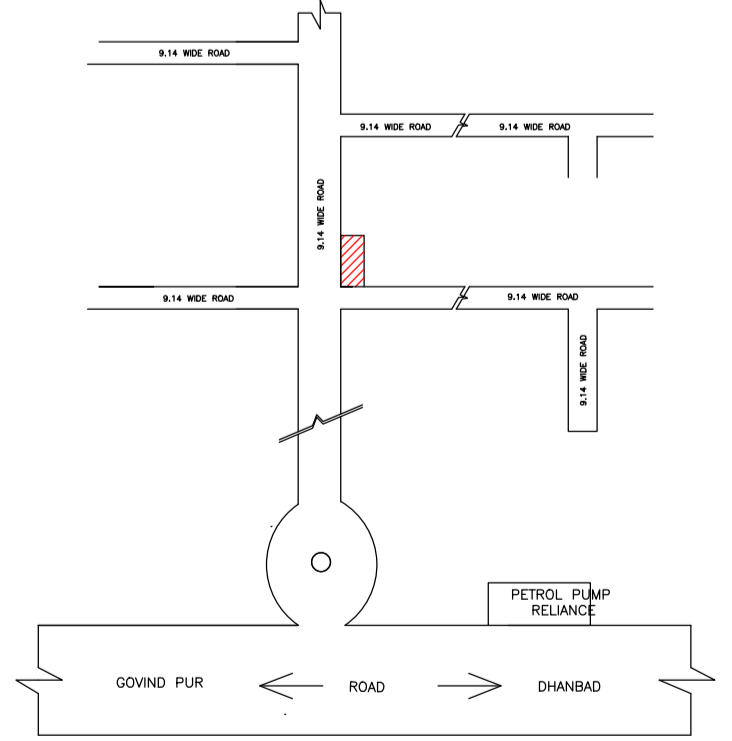 9.14 WIDE ROAD
9.14 WIDE ROAD
9.14 WIDE ROAD
9.14 WIDE ROAD
9.14 WIDE ROAD
9.14 WIDE ROAD
9.14 WIDE ROAD
PETROL PUMP
RELIANCE
GOVIND PUR
ROAD
DHANBAD